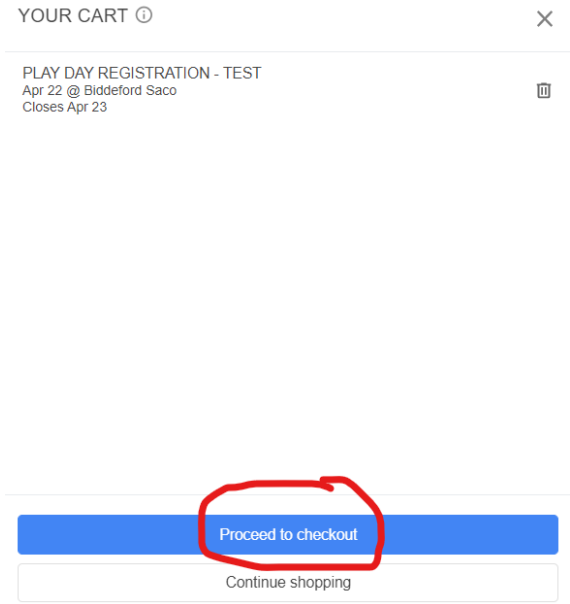 YOUR CART
PLAY DAY REGISTRATION - TEST
Apr 22 @ Biddeford Saco
Closes Apr 23
Proceed to checkout
Continue shopping